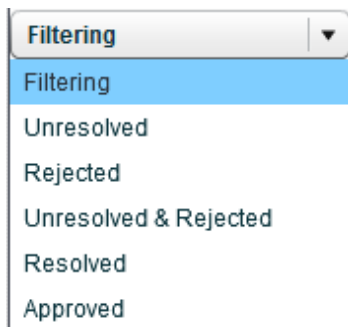 Filtering
Filtering
Unresolved
Rejected
Unresolved & Rejected
Resolved
Approved